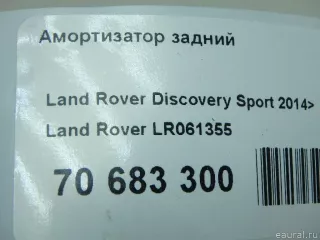 Амортизатор задний
Land Rover Discovery Sport 2014>
Land Rover LR061355
70 683 300
© eaural.ru